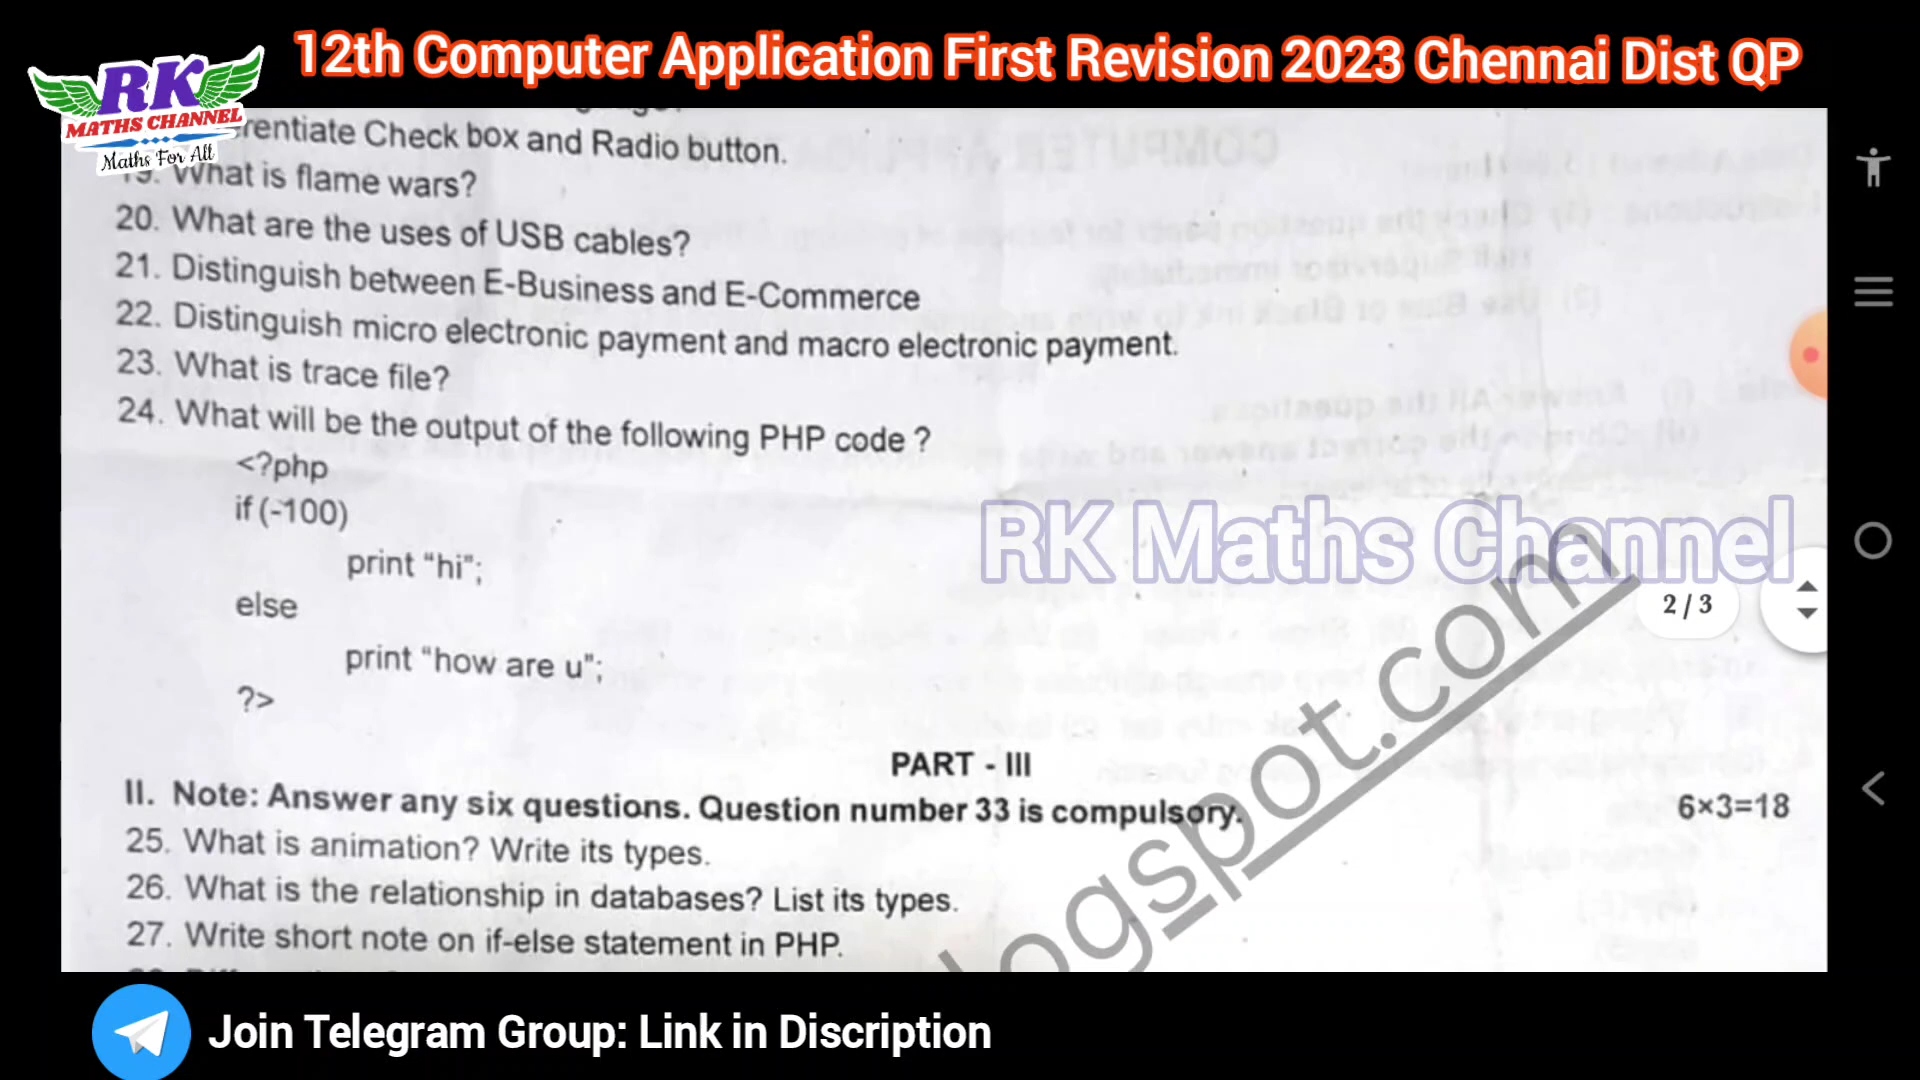 12th Computer Application First Revision 2023 Chennai Dist QP
RK
MATHS CHANNEL
Maths For All
rentiate Check box and Radio button.
19. What is flame wars?
20. What are the uses of USB cables?
21. Distinguish between E-Business and E-Commerce
22. Distinguish micro electronic payment and macro electronic payment.
23. What is trace file?
24. What will be the output of the following PHP code ?
<?php
if (-100)
print “hi”;
else
print “how are u”;
?>
RK Maths Channel
2 / 3
logspot.com
PART - III
II. Note: Answer any six questions. Question number 33 is compulsory.
6×3=18
25. What is animation? Write its types.
26. What is the relationship in databases? List its types.
27. Write short note on if-else statement in PHP.
Join Telegram Group: Link in Discription